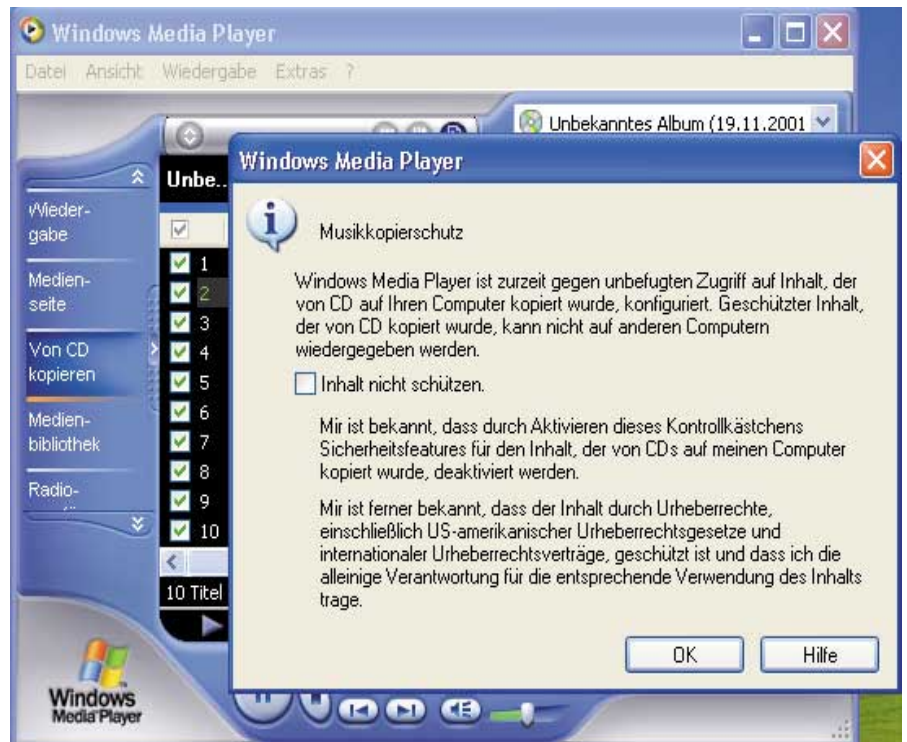 Windows Media Player
Datei Ansicht Wiedergabe Extras ?
Unbekanntes Album (19.11.2001
Unbe..
Wieder-
gabe
Medien-
seite
Von CD
kopieren
Medien-
bibliothek
Radio-
1
2
3
4
5
6
7
8
9
10
10 Titel
Windows Media Player
Musikkopierschutz
Windows Media Player ist zurzeit gegen unbefugten Zugriff auf Inhalt, der
von CD auf Ihren Computer kopiert wurde, konfiguriert. Geschützter Inhalt,
der von CD kopiert wurde, kann nicht auf anderen Computern
wiedergegeben werden.
Inhalt nicht schützen.
Mir ist bekannt, dass durch Aktivieren dieses Kontrollkästchens
Sicherheitsfeatures für den Inhalt, der von CDs auf meinen Computer
kopiert wurde, deaktiviert werden.
Mir ist ferner bekannt, dass der Inhalt durch Urheberrechte,
einschließlich US-amerikanischer Urheberrechtsgesetze und
internationaler Urheberrechtsverträge, geschützt ist und dass ich die
alleinige Verantwortung für die entsprechende Verwendung des Inhalts
trage.
OK Hilfe
Windows
Media Player